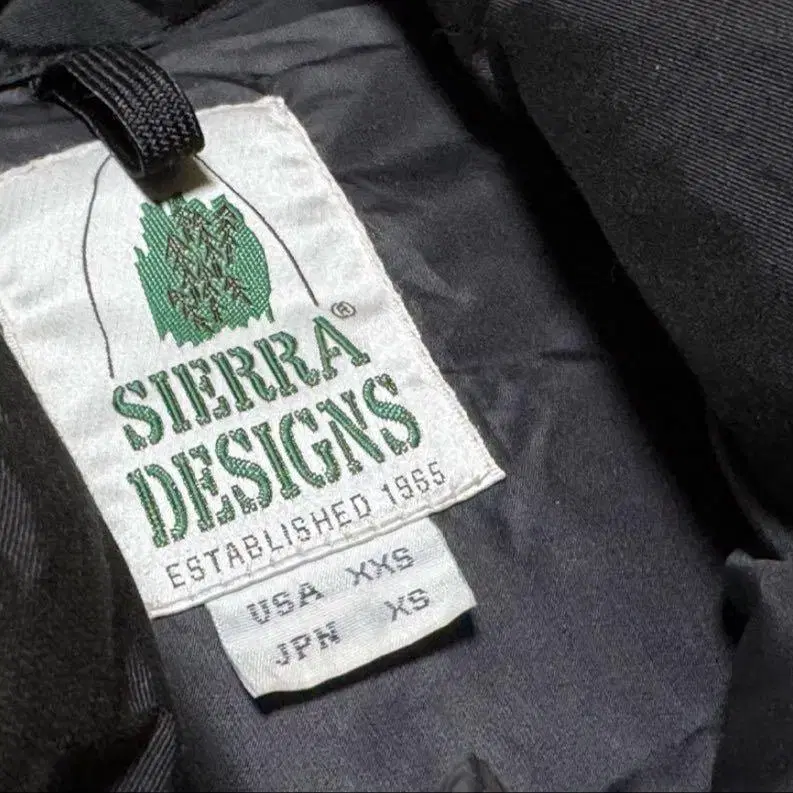 ®
SIERRA
DESIGNS
ESTABLISHED 1965
USA XXS
JPN XS